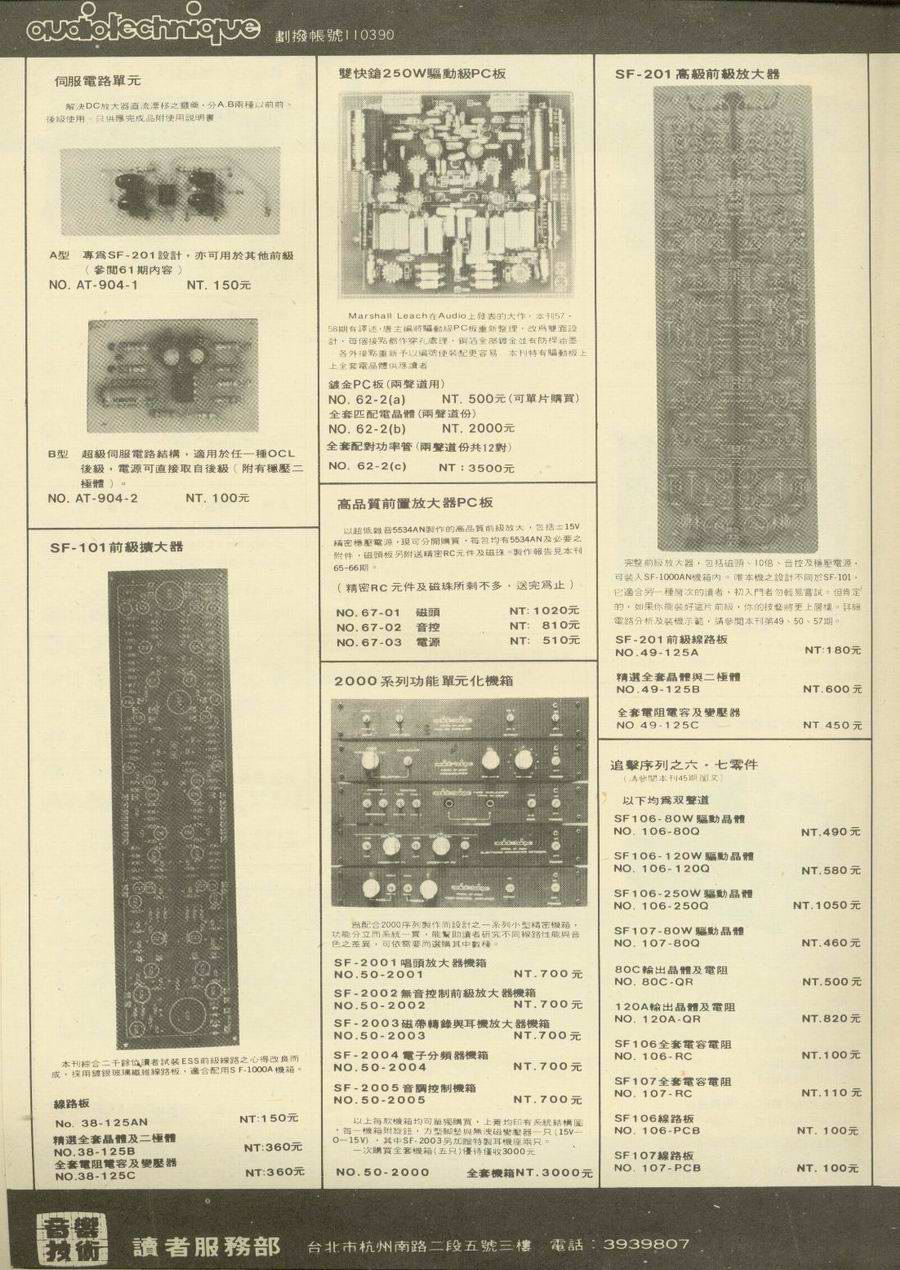 audiotechnique 劃撥帳號110390
伺服電路單元
解決DC放大器直流漂移之靈藥，分A.B兩種以前前、
後級使用。只供應完成品附使用説明書
A型 專爲SF-201設計，亦可用於其他前級
（參閲61期内容）
NO. AT-904-1 NT. 150元
B型 超級伺服電路結構，適用於任一種OCL
後級，電源可直接取自後級（附有穩壓二
極體）。
NO. AT-904-2 NT. 100元
SF-101前級擴大器
本刊綜合二千餘位讀者試裝ESS前級線路之心得改良而
成，採用鍍銀玻璃纖維線路板，適合配用SF-1000A機箱。
線路板
No. 38-125AN NT:150元
精選全套晶體及二極體
NO.38-125B NT:360元
全套電阻電容及變壓器
NO.38-125C NT:360元
雙快鎗250W驅動級PC板
Marshall Leach在Audio上發表的大作，本刊57、
58期有譯述，唐主編將驅動級PC板重新整理，改爲雙面設
計，每個接點都作穿孔處理，銅箔全部鍍金並有防桿油墨
各外接點重新予以編號使裝配更容易 本刊特有驅動板上
上全套電晶體供應讀者
鍍金PC板(兩聲道用)
NO. 62-2(a) NT. 500元(可單片購買)
全套匹配電晶體(兩聲道份)
NO. 62-2(b) NT. 2000元
全套配對功率管(兩聲道份共12對)
NO. 62-2(c) NT：3500元
高品質前置放大器PC板
以超低雜音5534AN製作的高品質前級放大，包括±15V
精密穩壓電源，現可分開購買，每包均有5534AN及必要之
附件，磁頭板另附送精密RC元件及磁珠。製作報告見本刊
65-66期。
（精密RC元件及磁珠所剩不多，送完爲止）
NO.67-01 磁頭 NT: 1020元
NO.67-02 音控 NT: 810元
NO.67-03 電源 NT: 510元
2000系列功能單元化機箱
爲配合2000序列製作而設計之一系列小型精密機箱，
功能分立而系統一貫，能幫助讀者研究不同線路性能與音
色之差異，可依需要而選購其中數種。
SF-2001唱頭放大器機箱
NO.50-2001 NT.700元
SF-2002無音控制前級放大器機箱
NO.50-2002 NT.700元
SF-2003磁帶轉錄與耳機放大器機箱
NO.50-2003 NT.700元
SF-2004電子分頻器機箱
NO.50-2004 NT.700元
SF-2005音調控制機箱
NO.50-2005 NT.700元
以上每款機箱均可單獨購買，上蓋均印有系統結構圖
，每一機箱附旋鈕，方型脚墊與無洩磁變壓器一只(15V—
0—15V)，其中SF-2003另加贈特製耳機座兩只。
一次購買全套機箱(五只)優待僅收3000元
NO.50-2000 全套機箱NT.3000元
SF-201高級前級放大器
完整前級放大器，包括磁頭、10倍、音控及穩壓電源，
可裝入SF-1000AN機箱內。唯本機之設計不同於SF-101，
它適合另一種層次的讀者，初入門者勿輕易嘗試。但肯定
的，如果你能裝好這片前級，你的技藝將更上層樓。詳細
電路分析及裝機示範，請參閲本刊第49、50、57期。
SF-201前級線路板
NO.49-125A NT:180元
精選全套晶體與二極體
NO.49-125B NT.600元
全套電阻電容及變壓器
NO 49-125C NT 450元
追擊序列之六・七零件
（請參閲本刊45期圖文）
以下均爲双聲道
SF106-80W驅動晶體
NO. 106-80Q NT.490元
SF106-120W驅動晶體
NO. 106-120Q NT.580元
SF106-250W驅動晶體
NO. 106-250Q NT.1050元
SF107-80W驅動晶體
NO. 107-80Q NT.460元
80C輸出晶體及電阻
NO. 80C-QR NT.500元
120A輸出晶體及電阻
NO. 120A-QR NT.820元
SF106全套電容電阻
NO. 106-RC NT.100元
SF107全套電容電阻
NO. 107-RC NT.110元
SF106線路板
NO. 106-PCB NT. 100元
SF107線路板
NO. 107-PCB NT. 100元
音響
技術
讀者服務部 台北市杭州南路二段五號三樓 電話：3939807